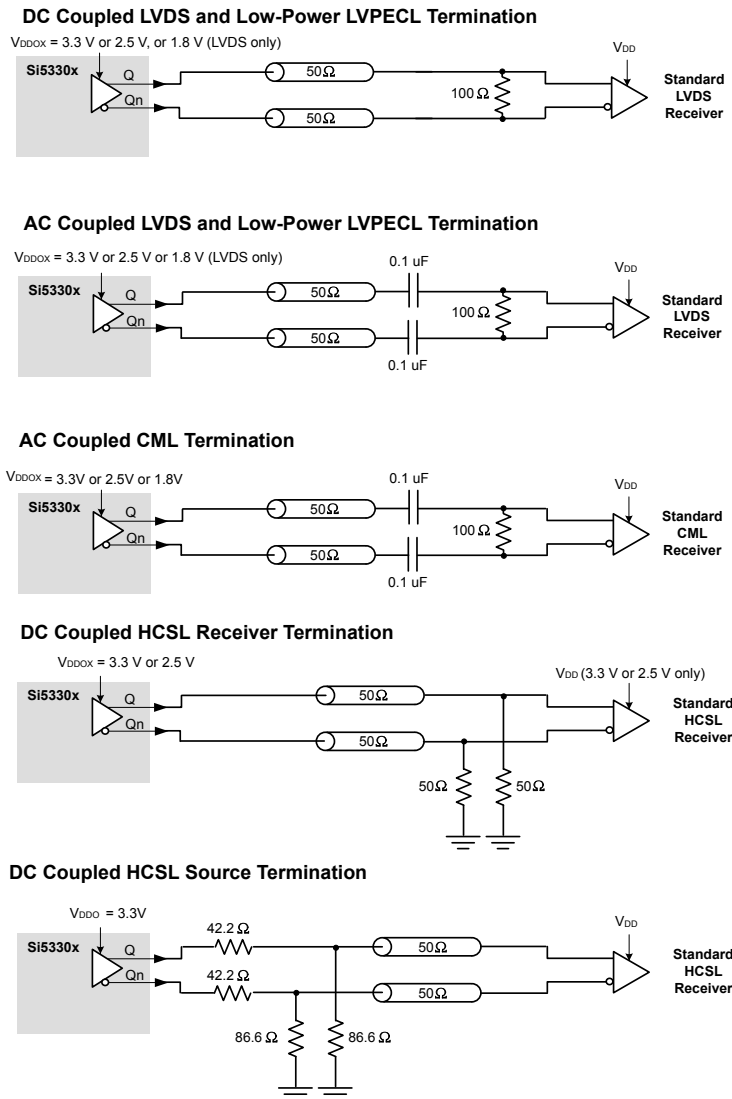 DC Coupled LVDS and Low-Power LVPECL Termination
VDDOX = 3.3 V or 2.5 V, or 1.8 V (LVDS only)
VDD
Si5330x
Q
50Ω
Standard
LVDS
Receiver
100 Ω
Qn
50Ω
AC Coupled LVDS and Low-Power LVPECL Termination
VDDOX = 3.3 V or 2.5 V or 1.8 V (LVDS only)
0.1 uF
VDD
Si5330x
Q
50Ω
Standard
LVDS
Receiver
100 Ω
Qn
50Ω
0.1 uF
AC Coupled CML Termination
VDDOX = 3.3V or 2.5V or 1.8V
0.1 uF
VDD
Si5330x
Q
50Ω
Standard
CML
Receiver
100 Ω
Qn
50Ω
0.1 uF
DC Coupled HCSL Receiver Termination
VDDOX = 3.3 V or 2.5 V
VDD (3.3 V or 2.5 V only)
Si5330x
Q
50Ω
Standard
HCSL
Receiver
Qn
50Ω
50Ω
50Ω
DC Coupled HCSL Source Termination
VDDO = 3.3V
42.2 Ω
VDD
Si5330x
Q
50Ω
Standard
HCSL
Receiver
42.2 Ω
Qn
50Ω
86.6 Ω
86.6 Ω